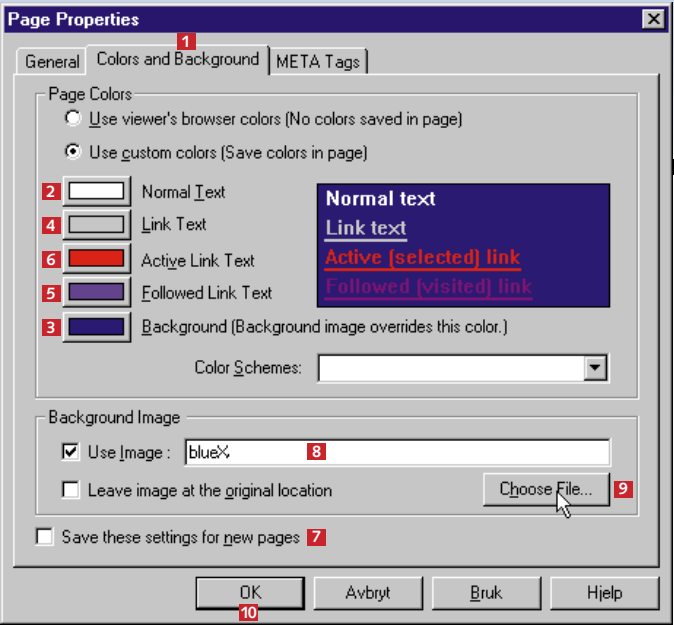 Page Properties
1
General Colors and Background META Tags
Page Colors
Use viewer's browser colors (No colors saved in page)
Use custom colors (Save colors in page)
2 Normal Text
4 Link Text
6 Active Link Text
5 Followed Link Text
3 Background (Background image overrides this color.)
Normal text
Link text
Active (selected) link
Followed (visited) link
Color Schemes:
Background Image
Use Image : blueX, 8
Leave image at the original location
Choose File... 9
Save these settings for new pages 7
OK Avbryt Bruk Hjelp
10